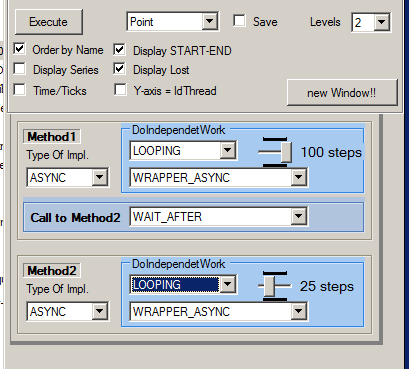 Execute Point Save Levels 2
Order by Name Display START-END
Display Series Display Lost
Time/Ticks Y-axis = IdThread new Window!!
Method1 DoIndependetWork
Type Of Impl. LOOPING 100 steps
ASYNC WRAPPER_ASYNC
Call to Method2 WAIT_AFTER
Method2 DoIndependetWork
Type Of Impl. LOOPING 25 steps
ASYNC WRAPPER_ASYNC